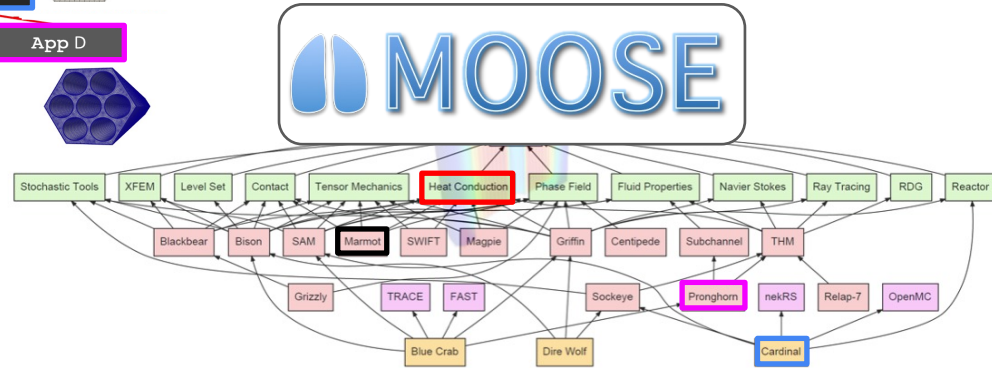 App D
MOOSE
Stochastic Tools XFEM Level Set Contact Tensor Mechanics Heat Conduction Phase Field Fluid Properties Navier Stokes Ray Tracing RDG Reactor
Blackbear Bison SAM Marmot SWIFT Magpie Griffin Centipede Subchannel THM
Grizzly TRACE FAST Sockeye Pronghorn nekRS Relap-7 OpenMC
Blue Crab Dire Wolf Cardinal